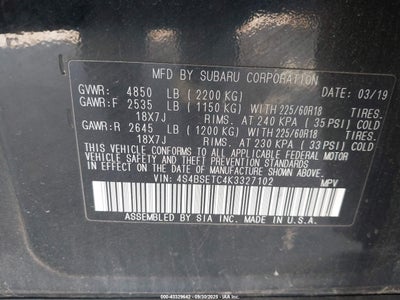 MFD BY SUBARU CORPORATION
GVWR: 4850 LB (2200 KG) 03/19
GAWR:F 2535 LB (1150 KG) WITH 225/60R18 TIRES.
18X7J RIMS. AT 240 KPA (35 PSI) COLD
GAWR:R 2645 LB (1200 KG) WITH 225/60R18 TIRES.
18X7J RIMS. AT 230 KPA (33 PSI) COLD
THIS VEHICLE CONFORMS TO ALL APPLICABLE FEDERAL MOTOR
VEHICLE SAFETY, BUMPER, AND THEFT PREVENTION STANDARDS
IN EFFECT ON THE DATE OF MANUFACTURE SHOWN ABOVE.
VIN: 4S4BSETC4K3327102 MPV
ASSEMBLED BY SIA INC. MADE IN U.S.A.